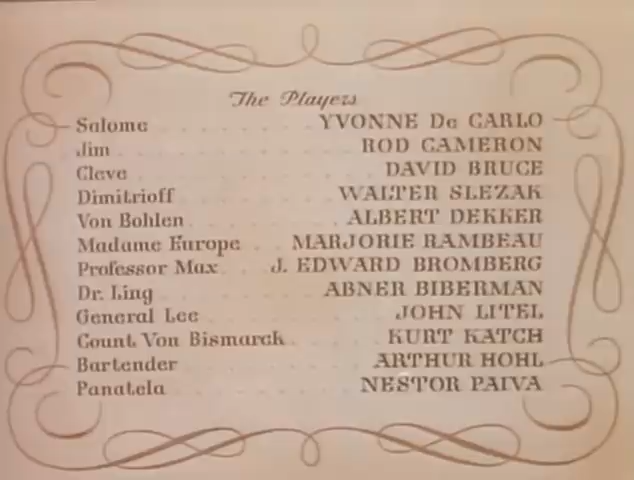 The Players
Salome . . . . . . . YVONNE De CARLO
Jim . . . . . . . . . ROD CAMERON
Cleve . . . . . . . . DAVID BRUCE
Dimitrioff . . . . . . WALTER SLEZAK
Von Bohlen . . . . . ALBERT DEKKER
Madame Europe . . MARJORIE RAMBEAU
Professor Max . . J. EDWARD BROMBERG
Dr. Ling . . . . . . . ABNER BIBERMAN
General Lee . . . . . . JOHN LITEL
Count Von Bismarck . . . KURT KATCH
Bartender . . . . . . ARTHUR HOHL
Panatela . . . . . . . NESTOR PAIVA